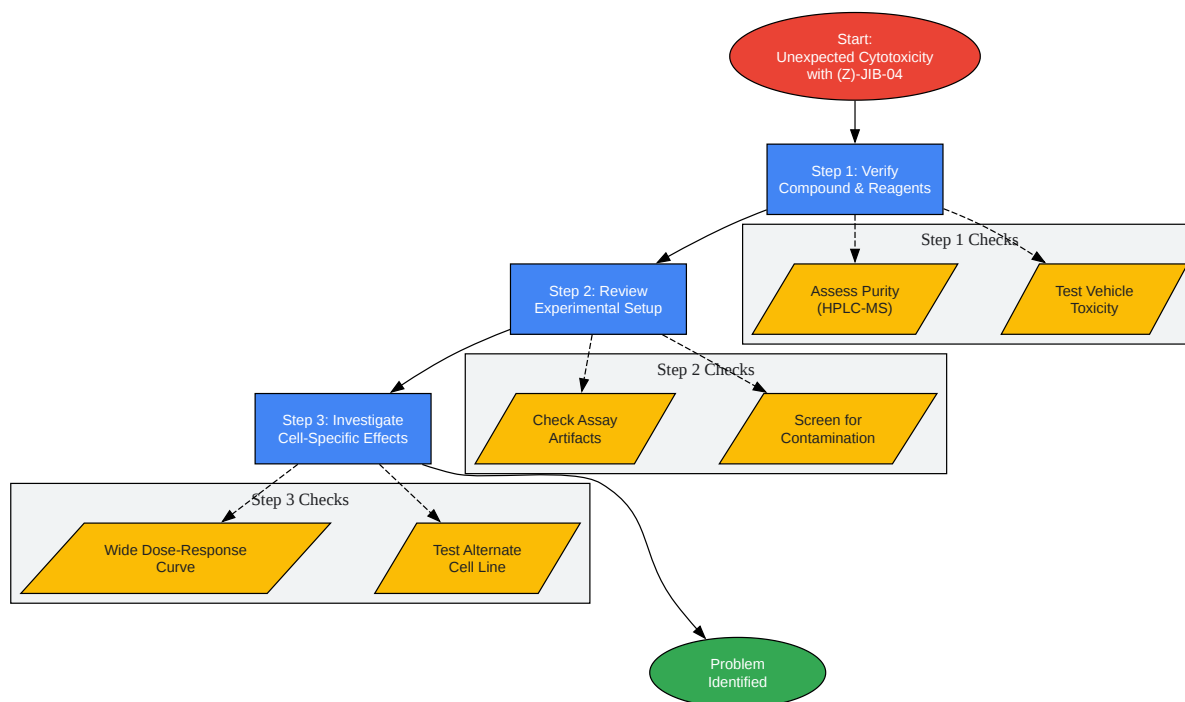 Start:
Unexpected Cytotoxicity
with (Z)-JIB-04
Step 1: Verify
Compound & Reagents
Step 1 Checks
Assess Purity
(HPLC-MS)
Test Vehicle
Toxicity
Step 2: Review
Experimental Setup
Step 2 Checks
Check Assay
Artifacts
Screen for
Contamination
Step 3: Investigate
Cell-Specific Effects
Step 3 Checks
Wide Dose-Response
Curve
Test Alternate
Cell Line
Problem
Identified